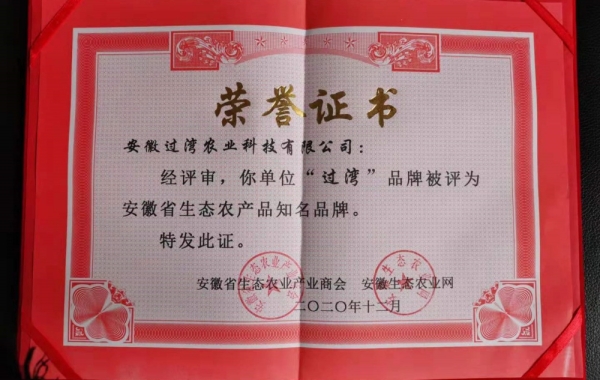 荣誉证书
安徽过湾农业科技有限公司：
经评审，你单位“过湾”品牌被评为
安徽省生态农产品知名品牌。
特发此证。
安徽省生态农业产业商会 安徽生态农业网
二〇二〇年十二月